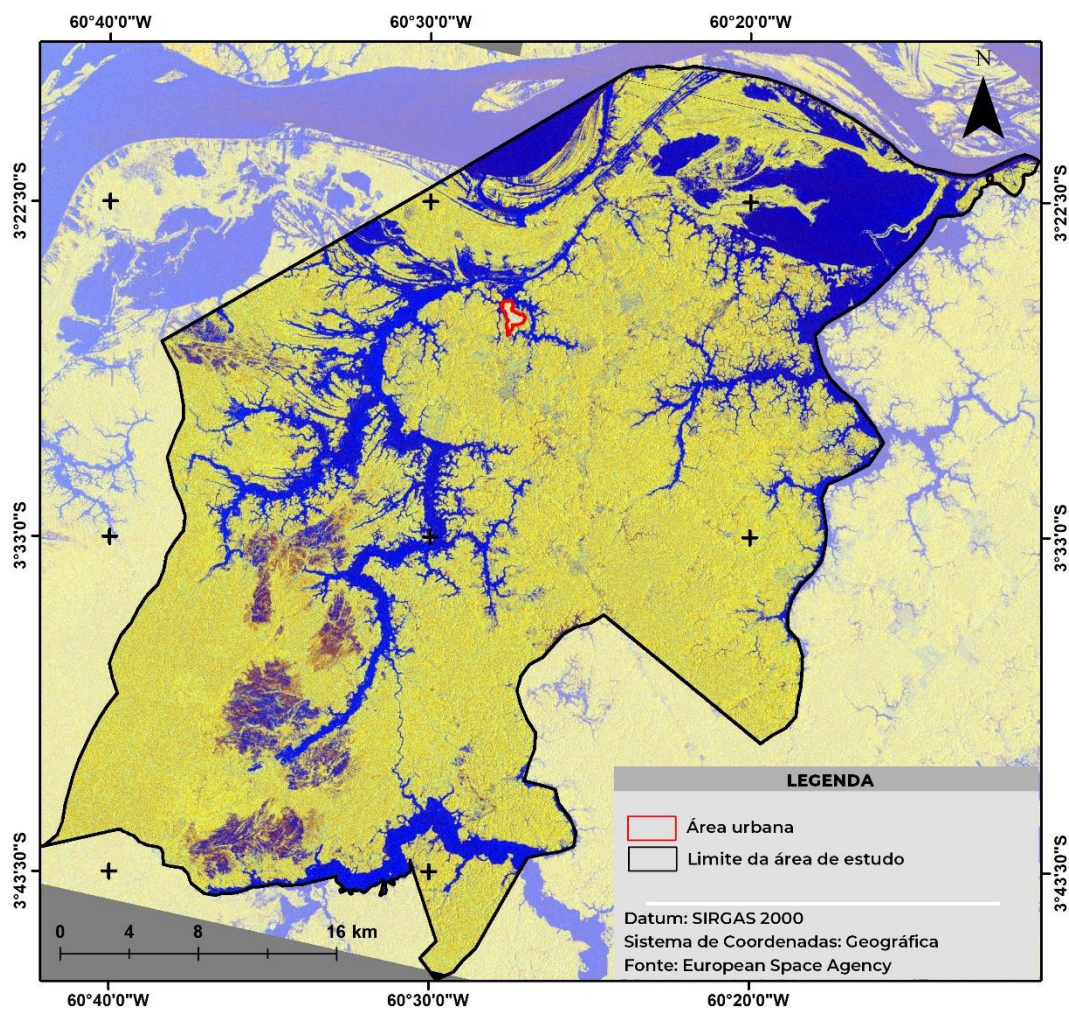 60°40'0"W 60°30'0"W 60°20'0"W
N
3°22'30"S 3°22'30"S
3°33'0"S 3°33'0"S
3°43'30"S 3°43'30"S
LEGENDA
Área urbana
Limite da área de estudo
Datum: SIRGAS 2000
Sistema de Coordenadas: Geográfica
Fonte: European Space Agency
0 4 8 16 km
60°40'0"W 60°30'0"W 60°20'0"W